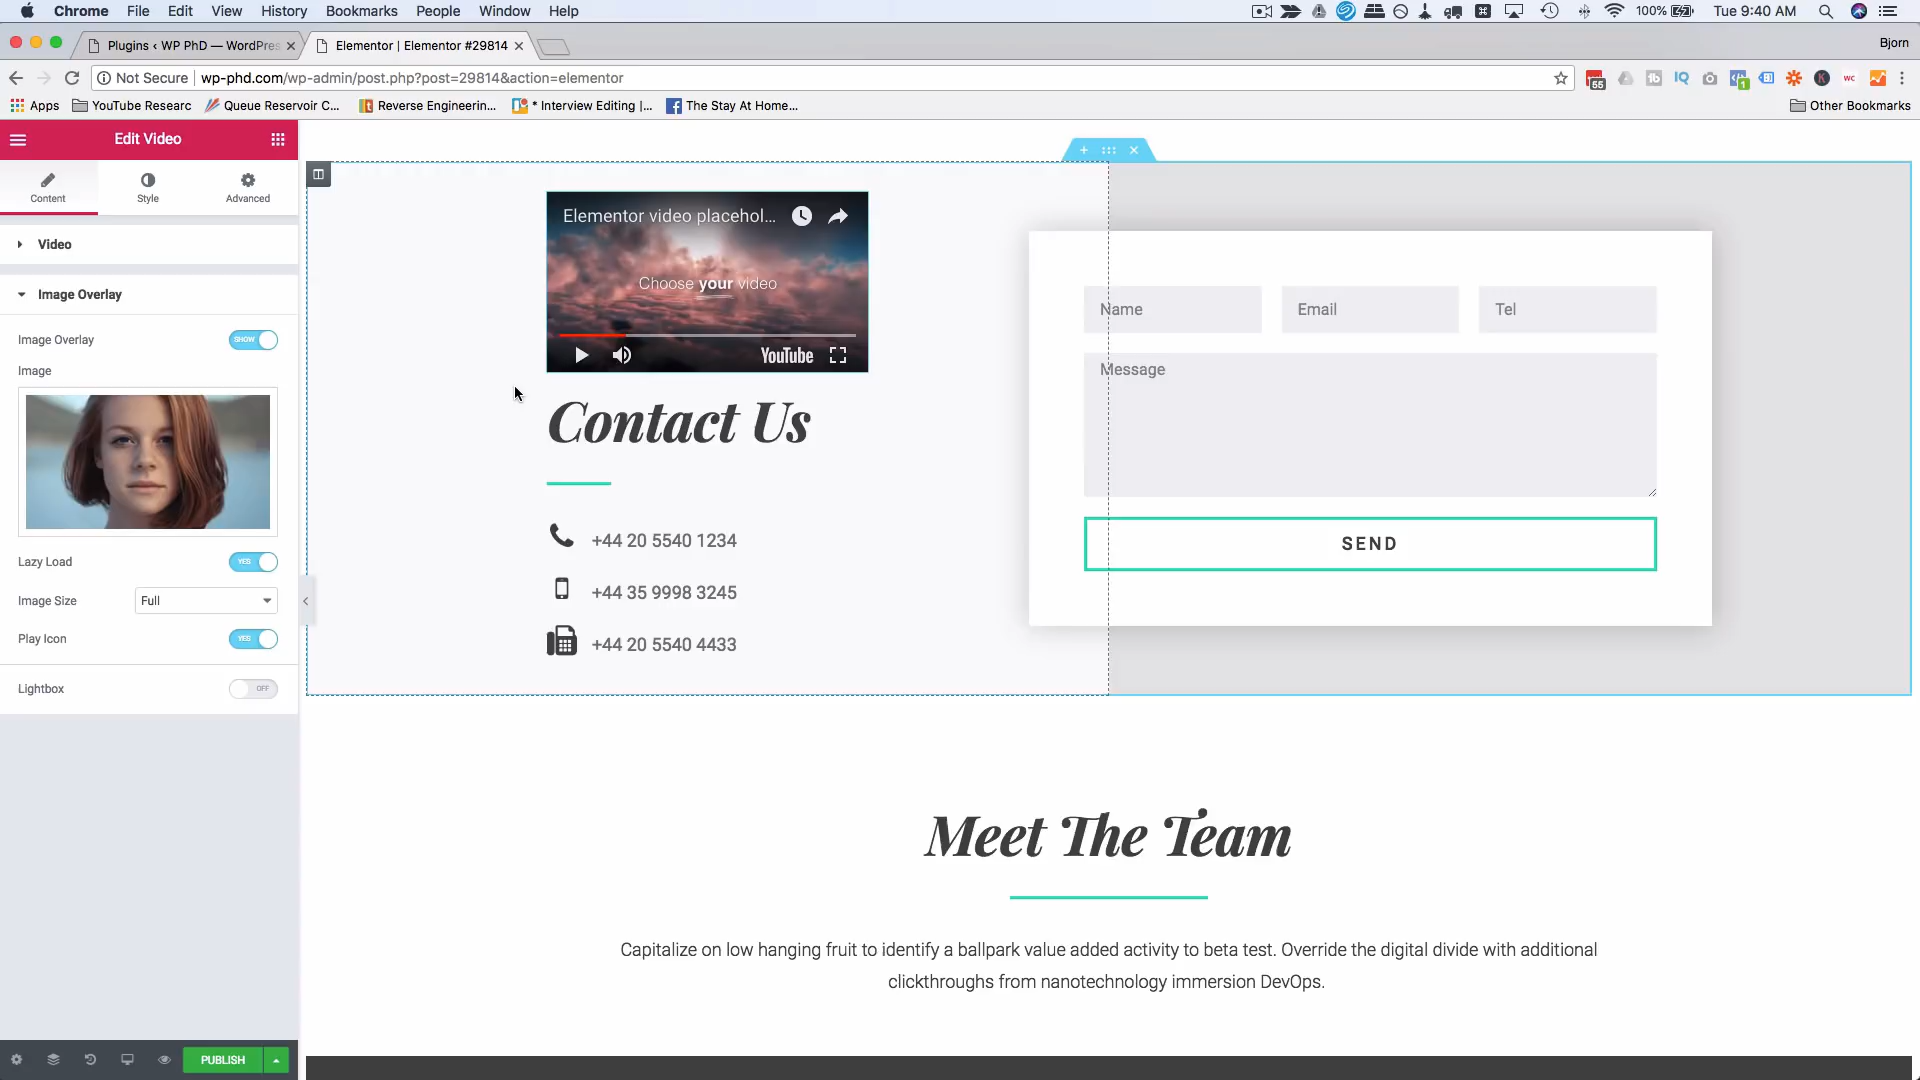 Chrome File Edit View History Bookmarks People Window Help 100% Tue 9:40 AM
Plugins ‹ WP PhD — WordPres Elementor | Elementor #29814 Bjorn
Not Secure wp-phd.com/wp-admin/post.php?post=29814&action=elementor 55 1
Apps YouTube Researc Queue Reservoir C... Reverse Engineerin... * Interview Editing |... The Stay At Home... Other Bookmarks
Edit Video
Content Style Advanced
Video
Image Overlay
Image Overlay SHOW
Image
Lazy Load YES
Image Size Full
Play Icon YES
Lightbox OFF
PUBLISH
Elementor video placehol...
Choose your video
YouTube
Contact Us
+44 20 5540 1234
+44 35 9998 3245
+44 20 5540 4433
Name Email Tel
Message
SEND
Meet The Team
Capitalize on low hanging fruit to identify a ballpark value added activity to beta test. Override the digital divide with additional
clickthroughs from nanotechnology immersion DevOps.